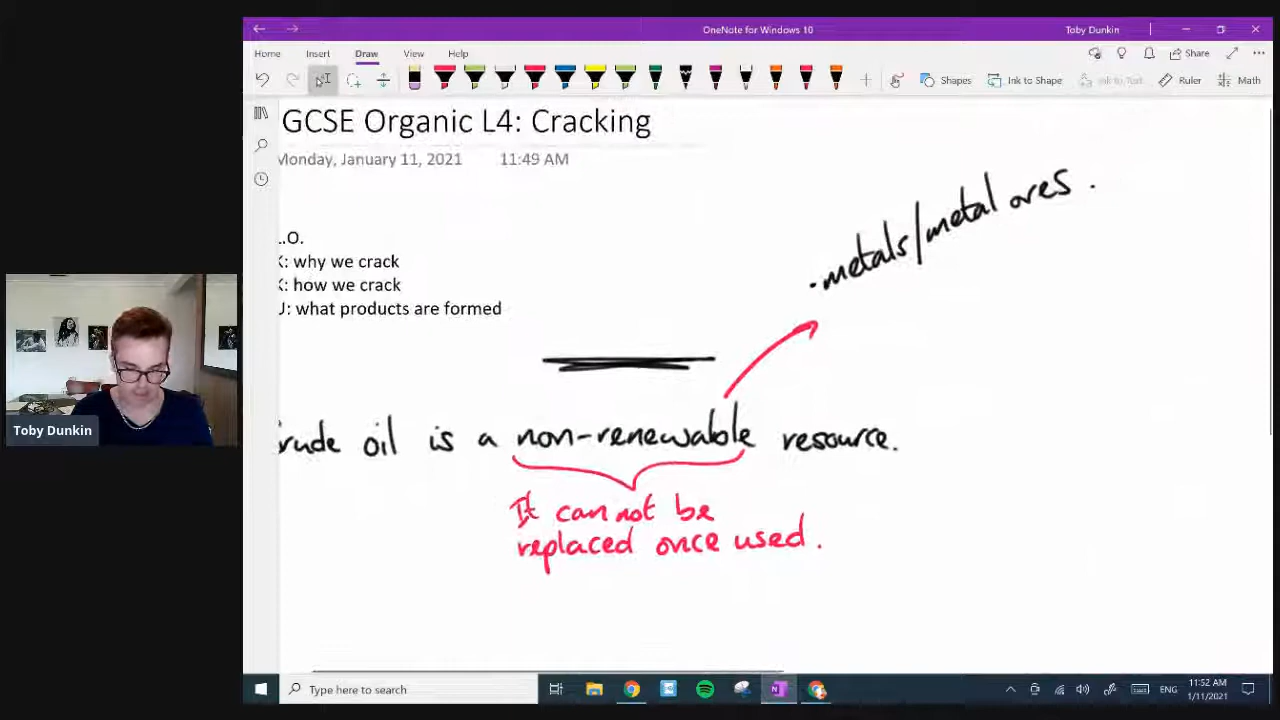 OneNote for Windows 10
Toby Dunkin
Home
Insert
Draw
View
Help
Share
Shapes
Ink to Shape
Ink to Text
Ruler
Math
GCSE Organic L4: Cracking
Monday, January 11, 2021
11:49 AM
.O.
K: why we crack
K: how we crack
U: what products are formed
. metals/metal ores .
rude oil is a non-renewable resource.
It can not be
replaced once used .
Toby Dunkin
Type here to search
ENG
11:52 AM
1/11/2021